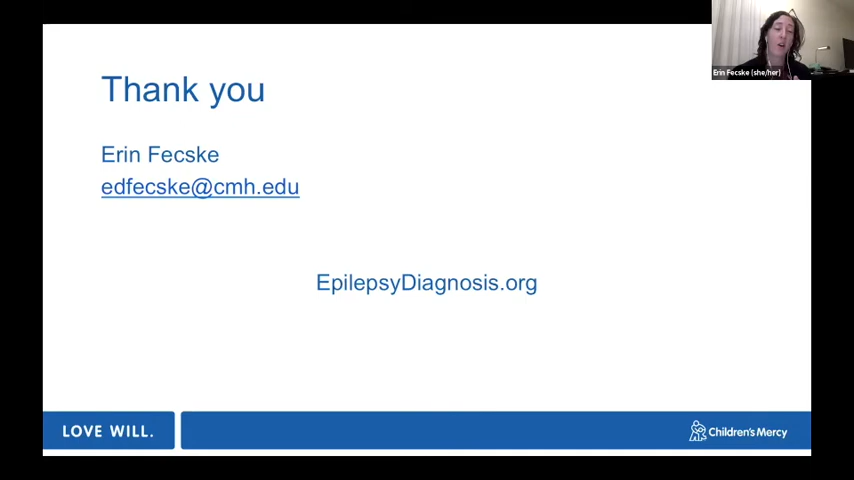 Erin Fecske (she/her)
Thank you
Erin Fecske
edfecske@cmh.edu
EpilepsyDiagnosis.org
LOVE WILL.
Children's Mercy